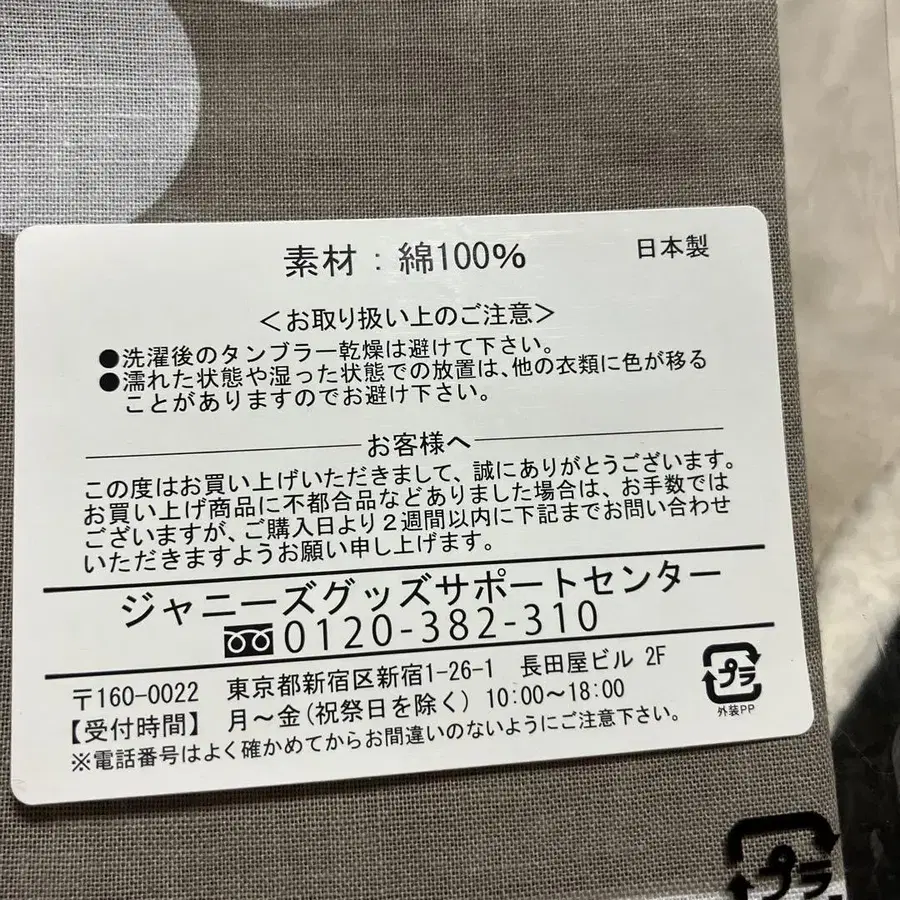 素材：綿100%
日本製
＜お取り扱い上のご注意＞
●洗濯後のタンブラー乾燥は避けて下さい。
●濡れた状態や湿った状態での放置は、他の衣類に色が移る
ことがありますのでお避け下さい。
お客様へ
この度はお買い上げいただきまして、誠にありがとうございます。
お買い上げ商品に不都合品などありました場合は、お手数では
ございますが、ご購入日より２週間以内に下記までお問い合わせ
いただきますようお願い申し上げます。
ジャニーズグッズサポートセンター
0120-382-310
〒160-0022 東京都新宿区新宿1-26-1 長田屋ビル 2F
【受付時間】 月～金(祝祭日を除く) 10:00～18:00
※電話番号はよく確かめてからお間違いのないようにご注意下さい。
プラ
外装PP
プラ